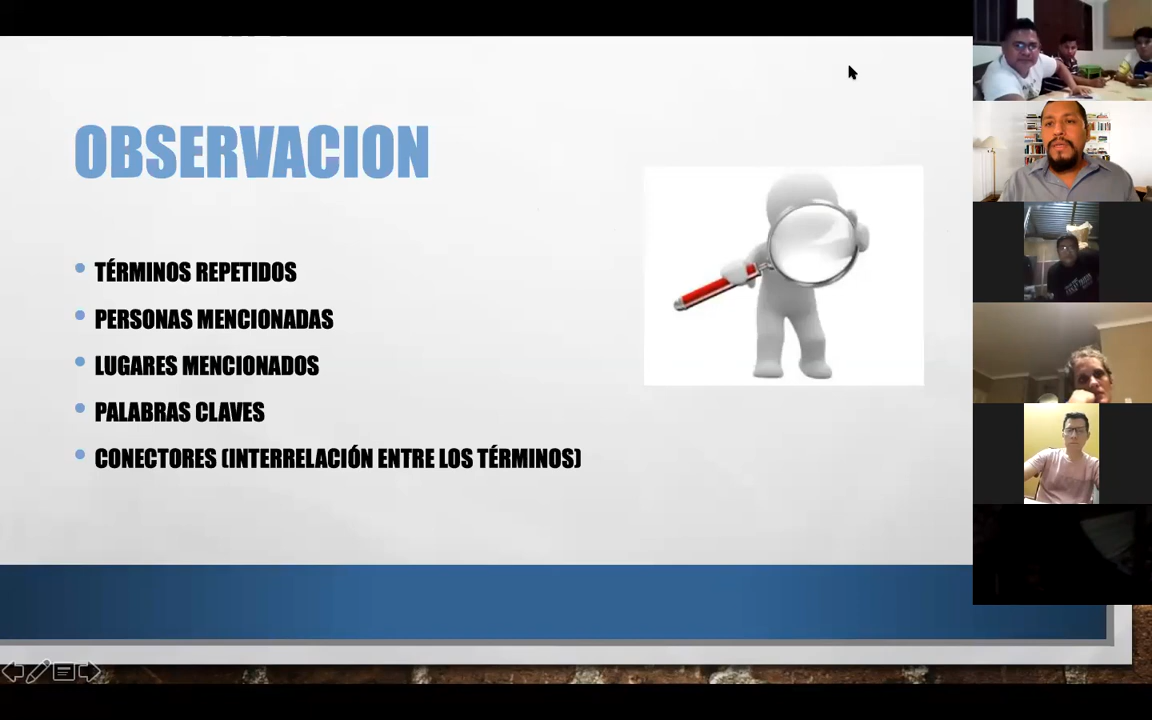 OBSERVACION
TÉRMINOS REPETIDOS
PERSONAS MENCIONADAS
LUGARES MENCIONADOS
PALABRAS CLAVES
CONECTORES (INTERRELACIÓN ENTRE LOS TÉRMINOS)